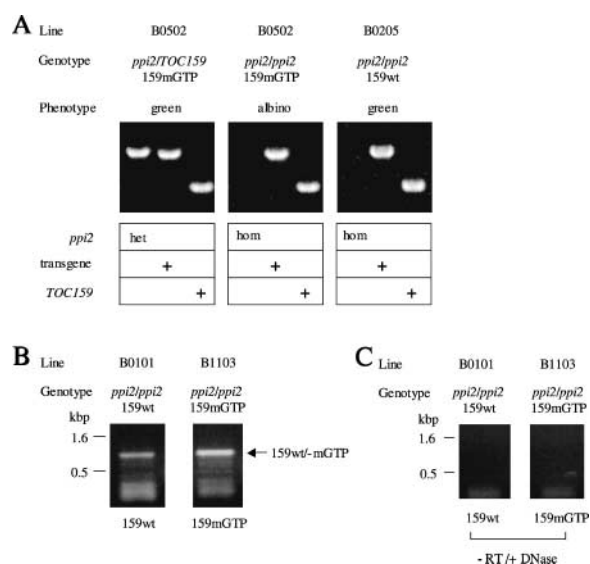 A
Line B0502 B0502 B0205
Genotype ppi2/TOC159 ppi2/ppi2 ppi2/ppi2
159mGTP 159mGTP 159wt
Phenotype green albino green
ppi2 het hom hom
transgene + + +
TOC159 + + +
B
Line B0101 B1103
Genotype ppi2/ppi2 ppi2/ppi2
kbp 159wt 159mGTP
1.6
0.5
159wt/-mGTP
159wt 159mGTP
C
Line B0101 B1103
Genotype ppi2/ppi2 ppi2/ppi2
kbp 159wt 159mGTP
1.6
0.5
159wt 159mGTP
- RT /+ DNase